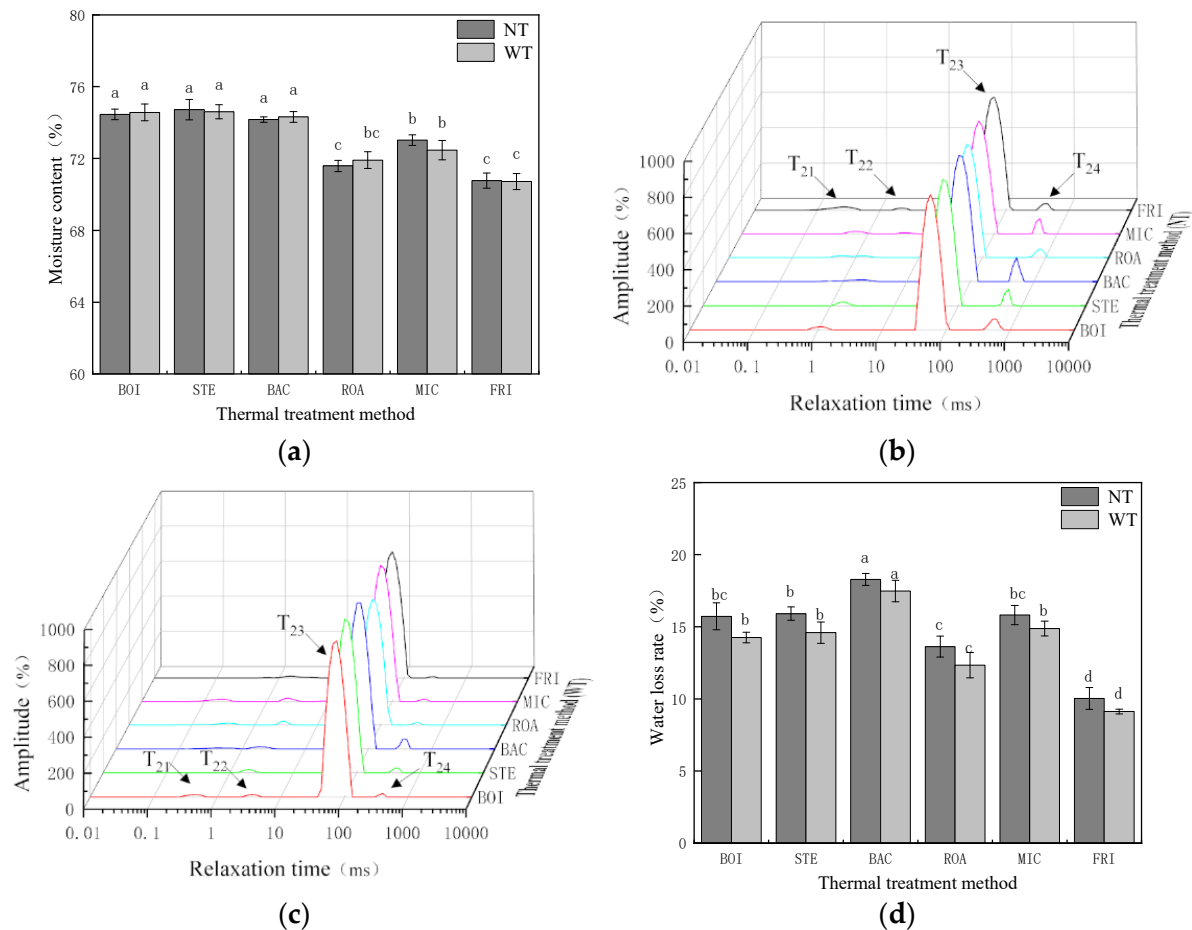 80
76
72
68
64
60
Moisture content (%)
NT
WT
a a a a a a c bc b b c c
BOI STE BAC ROA MIC FRI
Thermal treatment method
(a)
1000
800
600
400
200
0
Amplitude (%)
T21
T22
T23
T24
FRI
MIC
ROA
BAC
STE
BOI
Thermal treatment method (NT)
0.01 0.1 1 10 100 1000 10000
Relaxation time (ms)
(b)
1000
800
600
400
200
0
Amplitude (%)
T23
T21
T22
T24
FRI
MIC
ROA
BAC
STE
BOI
Thermal treatment method (WT)
0.01 0.1 1 10 100 1000 10000
Relaxation time (ms)
(c)
25
20
15
10
5
0
Water loss rate (%)
NT
WT
bc b b b a a c c bc b d d
BOI STE BAC ROA MIC FRI
Thermal treatment method
(d)